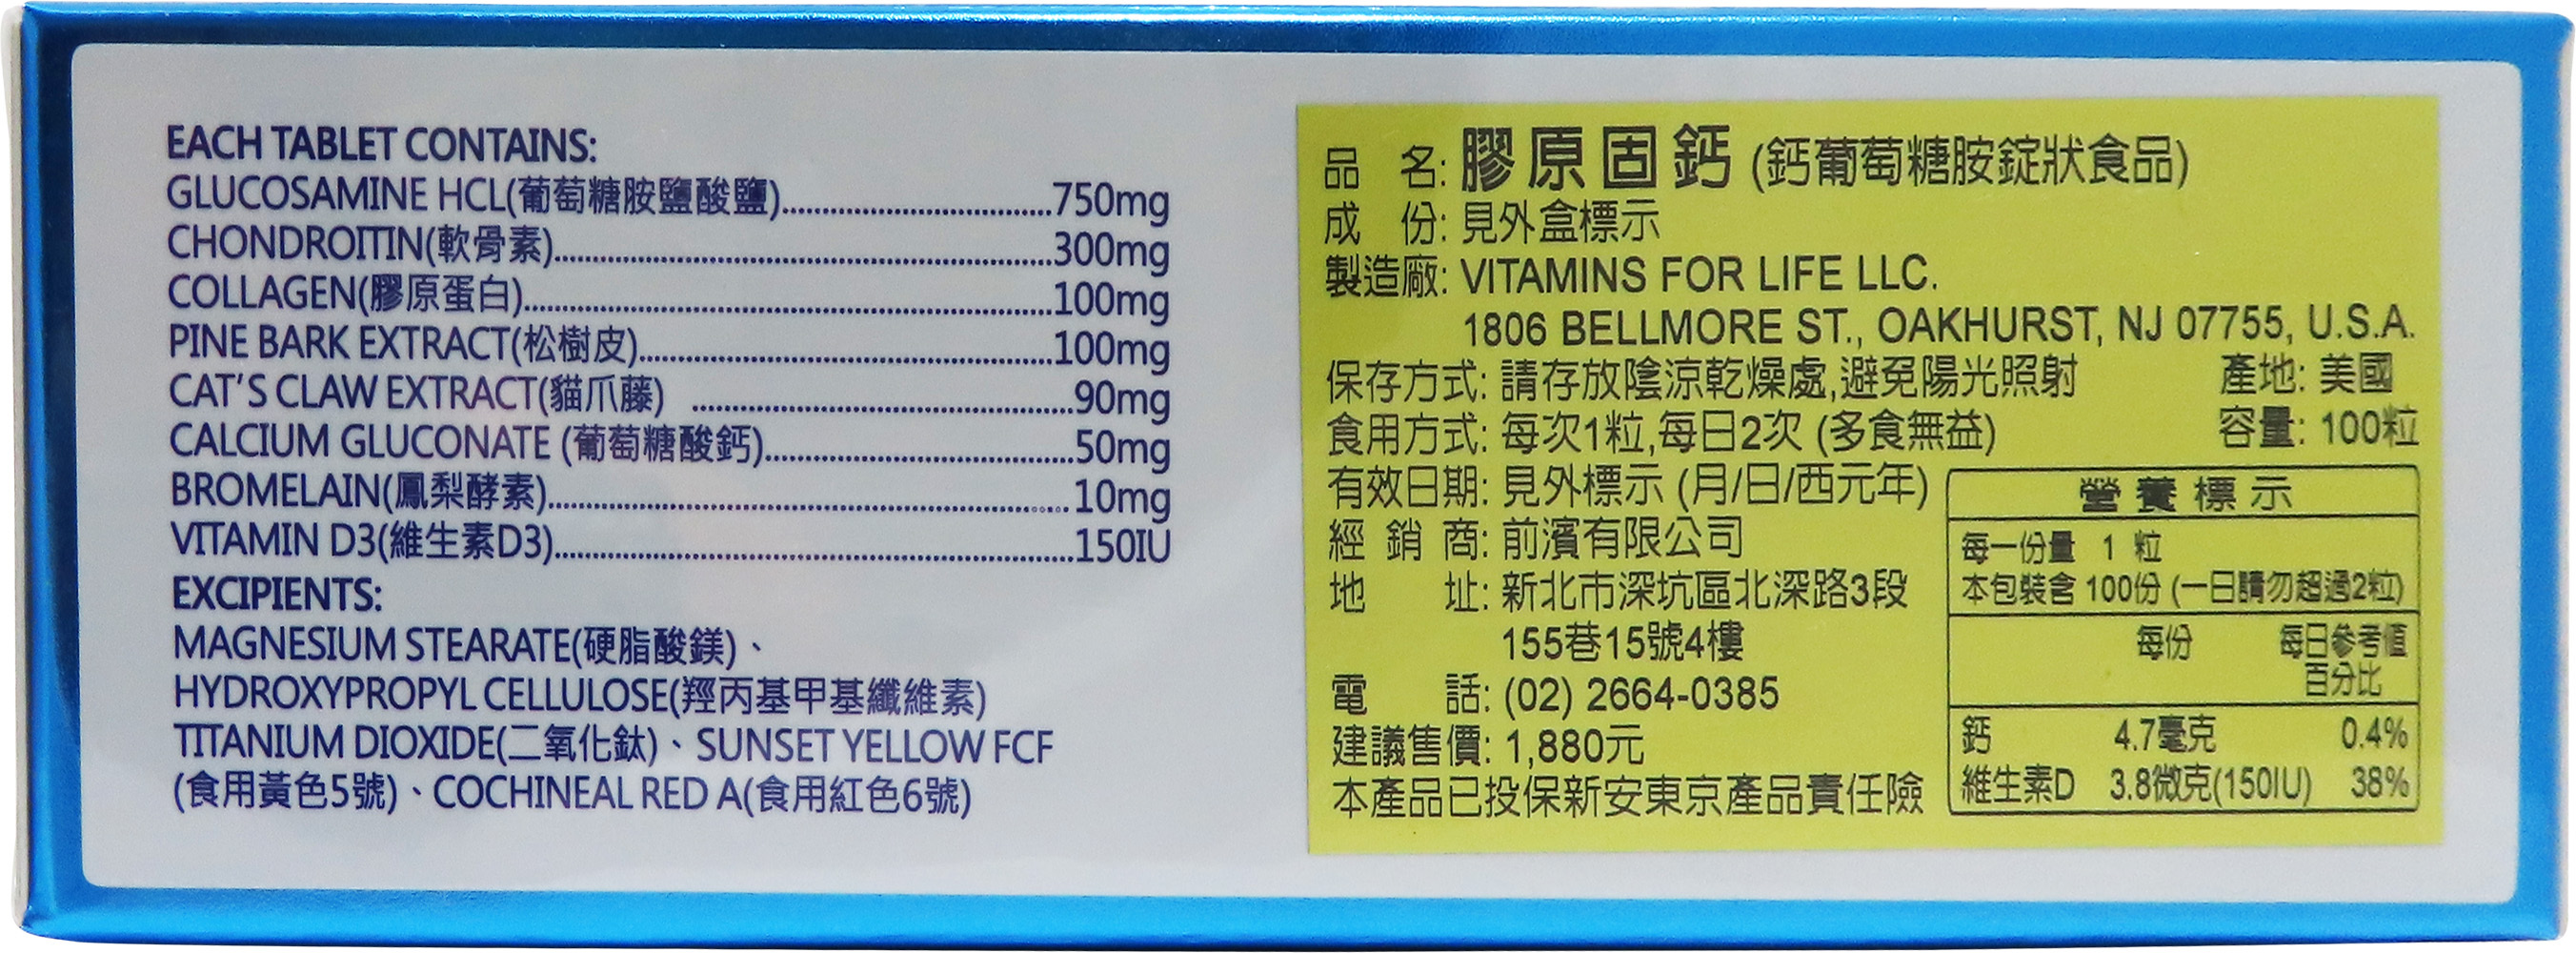 EACH TABLET CONTAINS:
GLUCOSAMINE HCL(葡萄糖胺鹽酸鹽)..............................750mg
CHONDROITIN(軟骨素)..............................300mg
COLLAGEN(膠原蛋白)..............................100mg
PINE BARK EXTRACT(松樹皮)..............................100mg
CAT'S CLAW EXTRACT(貓爪藤) ..............................90mg
CALCIUM GLUCONATE (葡萄糖酸鈣)..............................50mg
BROMELAIN(鳳梨酵素)..............................10mg
VITAMIN D3(維生素D3)..............................150IU
EXCIPIENTS:
MAGNESIUM STEARATE(硬脂酸鎂)、
HYDROXYPROPYL CELLULOSE(羥丙基甲基纖維素)
TITANIUM DIOXIDE(二氧化鈦)、SUNSET YELLOW FCF
(食用黃色5號)、COCHINEAL RED A(食用紅色6號)
品 名: 膠原固鈣 (鈣葡萄糖胺錠狀食品)
成 份: 見外盒標示
製造廠: VITAMINS FOR LIFE LLC.
1806 BELLMORE ST., OAKHURST, NJ 07755, U.S.A.
保存方式: 請存放陰涼乾燥處,避免陽光照射 產地: 美國
食用方式: 每次1粒,每日2次 (多食無益) 容量: 100粒
有效日期: 見外標示 (月/日/西元年)
經 銷 商: 前濱有限公司
地 址: 新北市深坑區北深路3段
155巷15號4樓
電 話: (02) 2664-0385
建議售價: 1,880元
本產品已投保新安東京產品責任險
營養標示
每一份量 1 粒
本包裝含 100份 (一日請勿超過2粒)
每份 每日參考值
百分比
鈣 4.7毫克 0.4%
維生素D 3.8微克(150IU) 38%